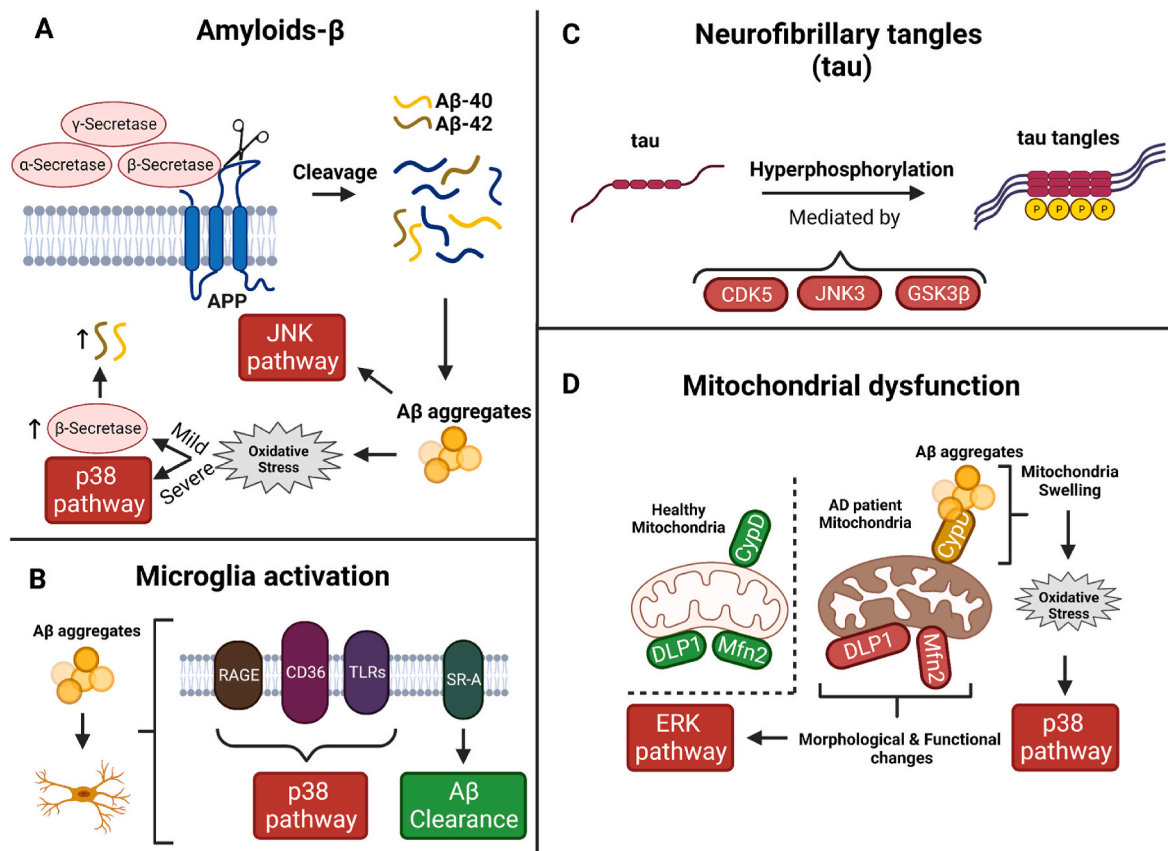 A
Amyloids-β
γ-Secretase
α-Secretase
β-Secretase
APP
Cleavage
Aβ-40
Aβ-42
Aβ aggregates
JNK
pathway
Oxidative
Stress
Mild
Severe
↑
β-Secretase
↑
p38
pathway
B
Microglia activation
Aβ aggregates
RAGE
CD36
TLRs
SR-A
p38
pathway
Aβ
Clearance
C
Neurofibrillary tangles
(tau)
tau
Hyperphosphorylation
Mediated by
tau tangles
P P P P
CDK5
JNK3
GSK3β
D
Mitochondrial dysfunction
Healthy
Mitochondria
CypD
DLP1
Mfn2
AD patient
Mitochondria
Aβ aggregates
CypD
DLP1
Mfn2
Mitochondria
Swelling
Oxidative
Stress
p38
pathway
Morphological & Functional
changes
ERK
pathway